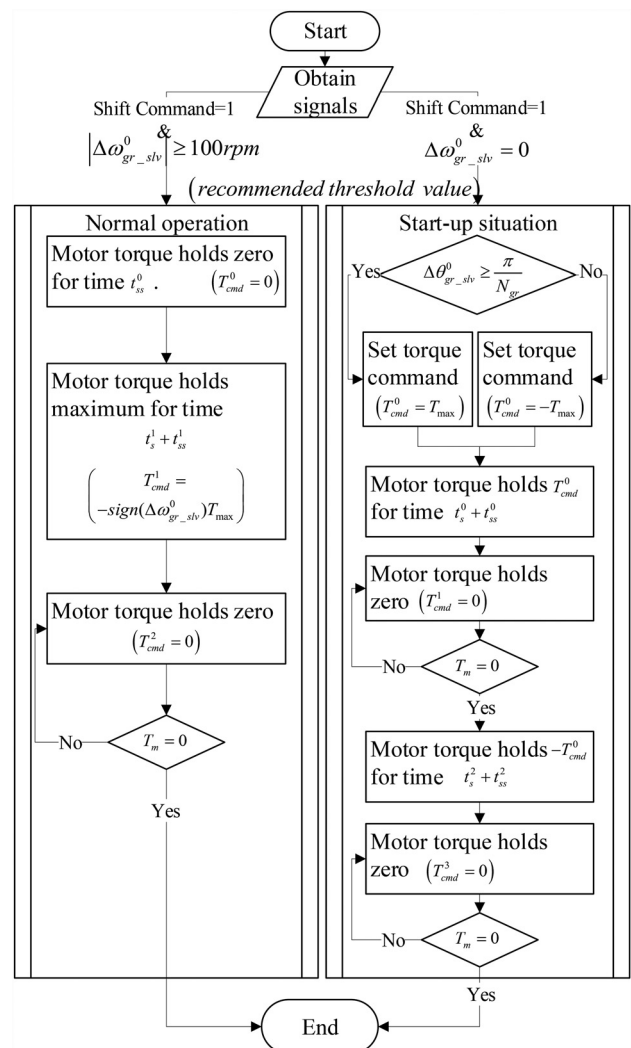 Start
Obtain
signals
Shift Command=1
&
|Δω⁰gr_slv| ≥ 100rpm
Shift Command=1
&
Δω⁰gr_slv = 0
(recommended threshold value)
Normal operation
Motor torque holds zero
for time t⁰ss . (T⁰cmd = 0)
Motor torque holds
maximum for time
t¹s + t¹ss
(T¹cmd =
−sign(Δω⁰gr_slv)Tmax)
Motor torque holds zero
(T²cmd = 0)
No
Tm = 0
Yes
Start-up situation
Yes
Δθ⁰gr_slv ≥ π/Ngr
No
Set torque
command
(T⁰cmd = Tmax)
Set torque
command
(T⁰cmd = −Tmax)
Motor torque holds T⁰cmd
for time t⁰s + t⁰ss
Motor torque holds
zero (T¹cmd = 0)
No
Tm = 0
Yes
Motor torque holds −T⁰cmd
for time t²s + t²ss
Motor torque holds
zero (T³cmd = 0)
No
Tm = 0
Yes
End